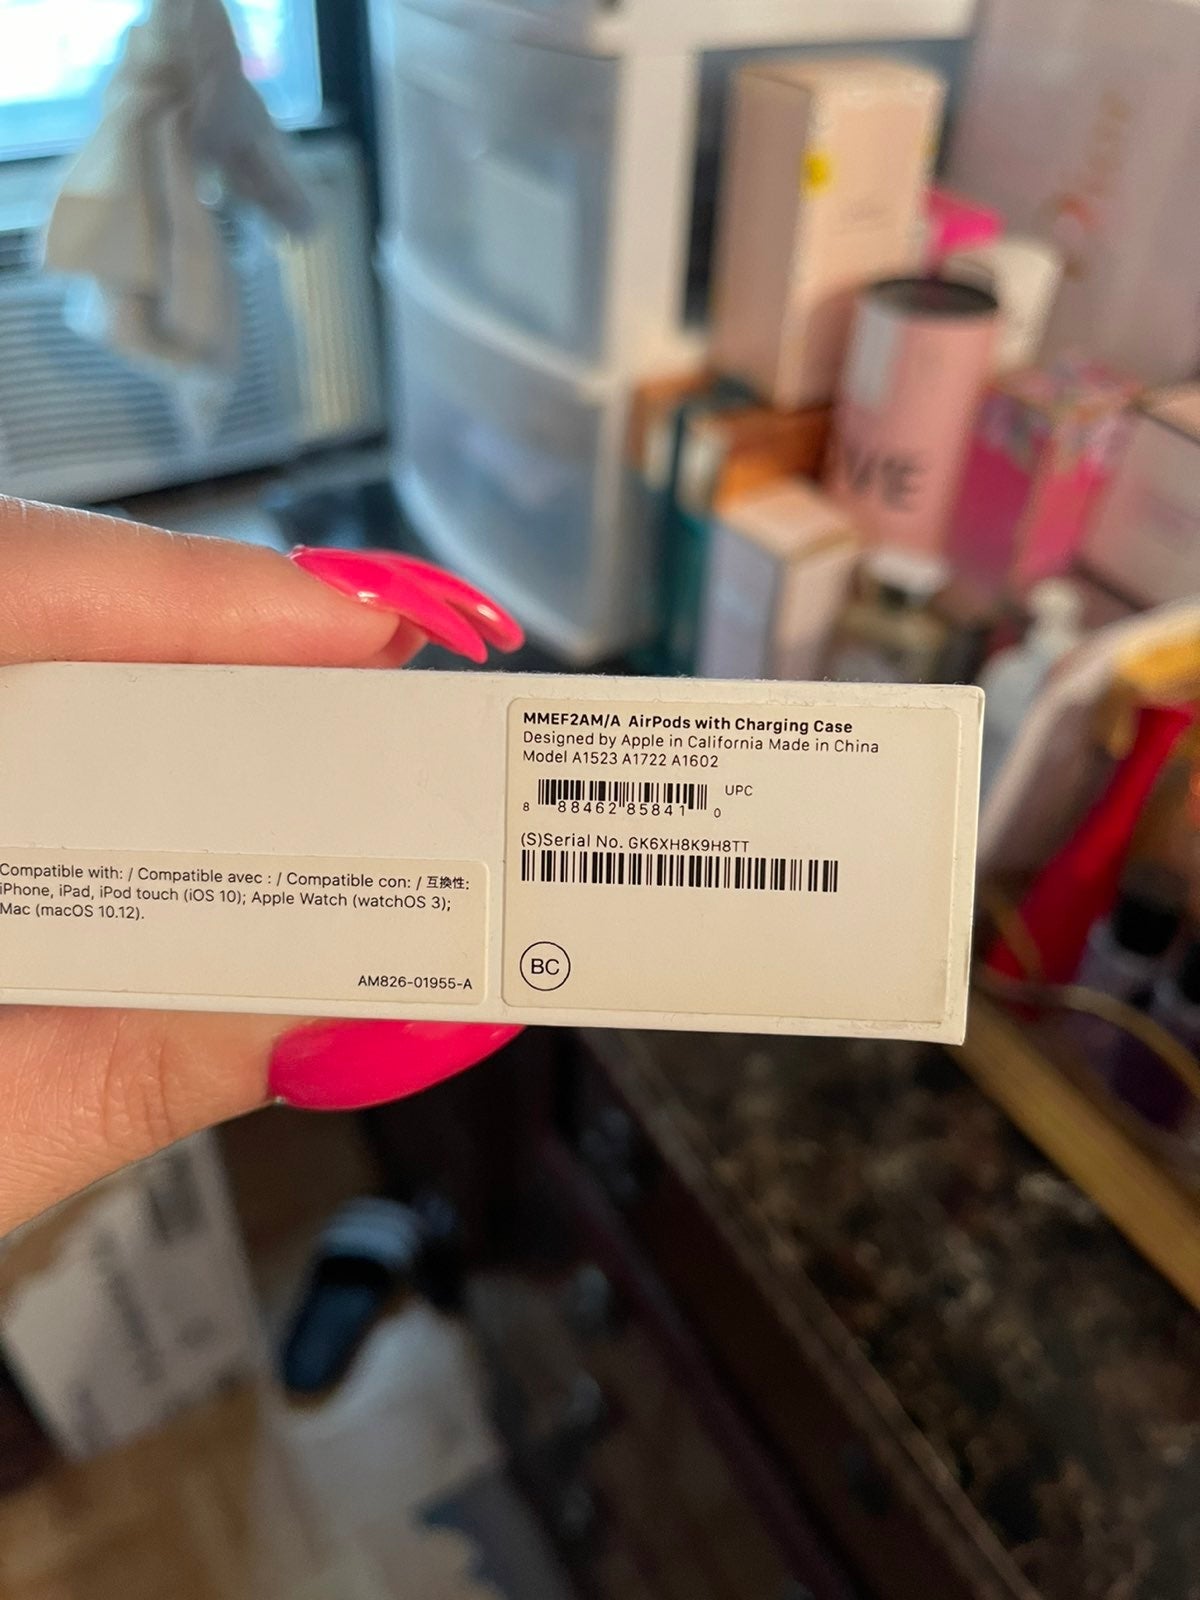 MMEF2AM/A AirPods with Charging Case
Designed by Apple in California Made in China
Model A1523 A1722 A1602
UPC
8 88462 85841 0
(S)Serial No. GK6XH8K9H8TT
BC
Compatible with: / Compatible avec : / Compatible con: / 互換性:
iPhone, iPad, iPod touch (iOS 10); Apple Watch (watchOS 3);
Mac (macOS 10.12).
AM826-01955-A